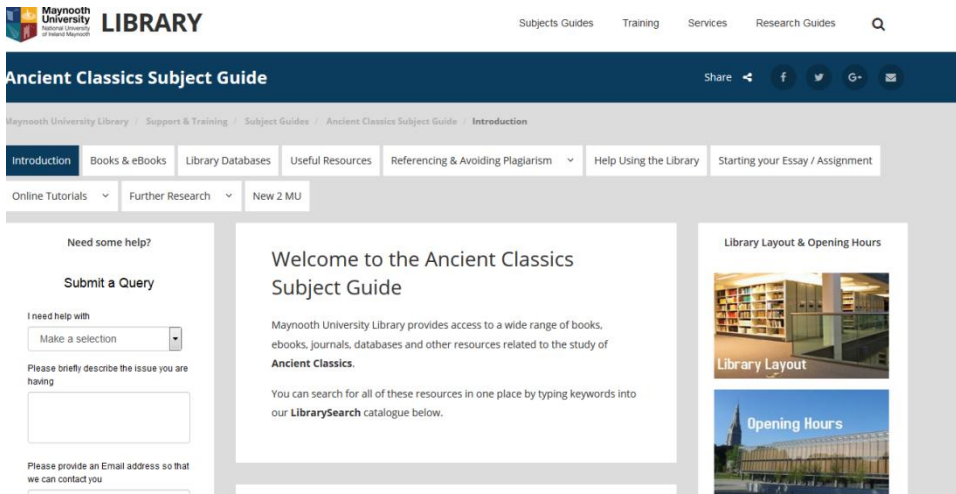 Maynooth
University
National University
of Ireland Maynooth
LIBRARY
Subjects Guides Training Services Research Guides
Ancient Classics Subject Guide
Share
f
G+
Maynooth University Library / Support & Training / Subject Guides / Ancient Classics Subject Guide / Introduction
Introduction Books & eBooks Library Databases Useful Resources Referencing & Avoiding Plagiarism Help Using the Library Starting your Essay / Assignment
Online Tutorials Further Research New 2 MU
Need some help?
Submit a Query
I need help with
Make a selection
Please briefly describe the issue you are
having
Please provide an Email address so that
we can contact you
Welcome to the Ancient Classics
Subject Guide
Maynooth University Library provides access to a wide range of books,
ebooks, journals, databases and other resources related to the study of
Ancient Classics.
You can search for all of these resources in one place by typing keywords into
our LibrarySearch catalogue below.
Library Layout & Opening Hours
Library Layout
Opening Hours